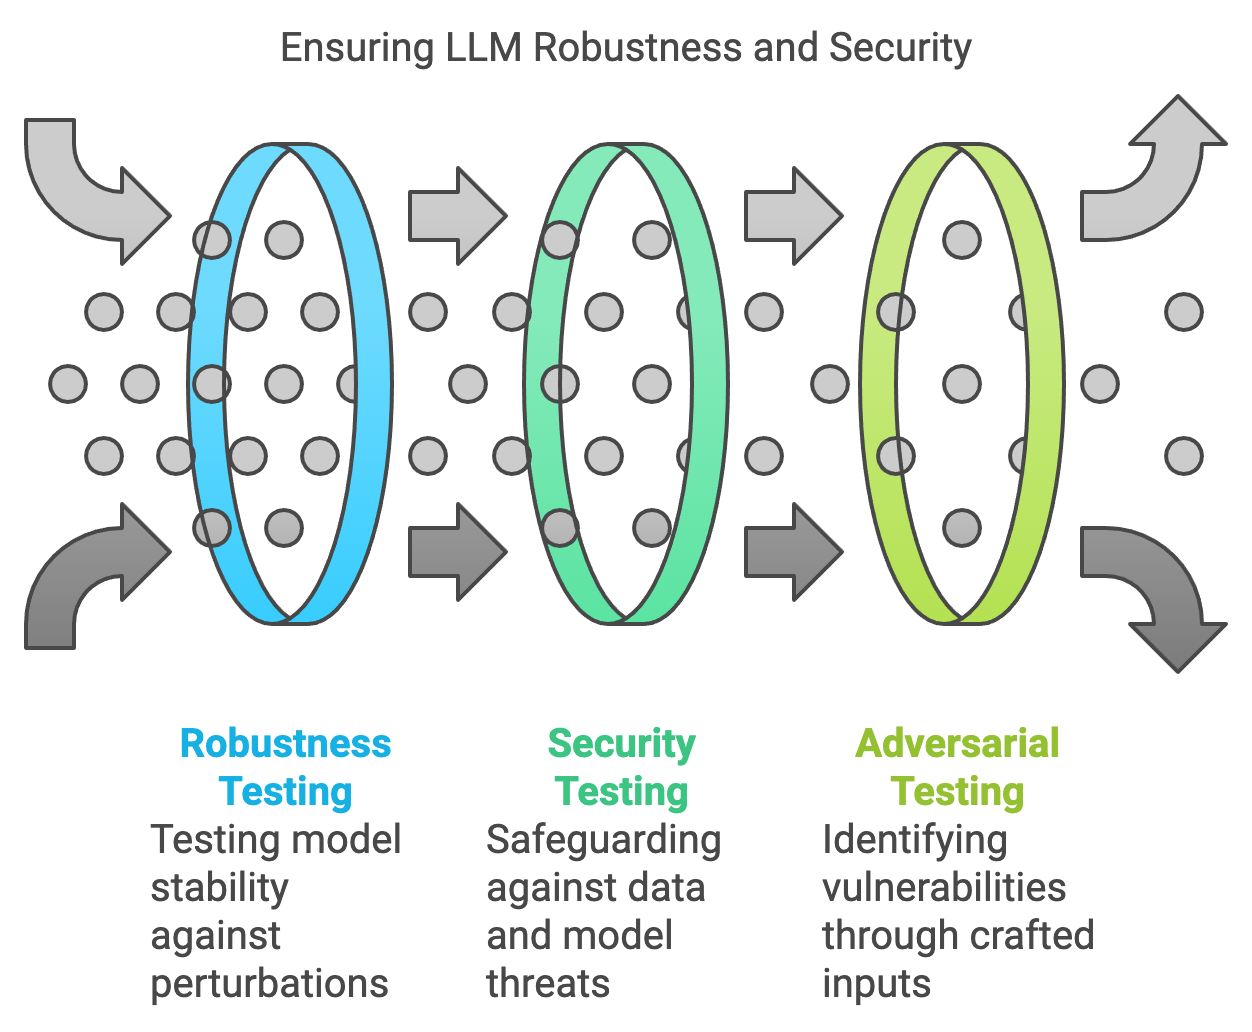 Ensuring LLM Robustness and Security
Robustness
Testing
Testing model
stability
against
perturbations
Security
Testing
Safeguarding
against data
and model
threats
Adversarial
Testing
Identifying
vulnerabilities
through crafted
inputs